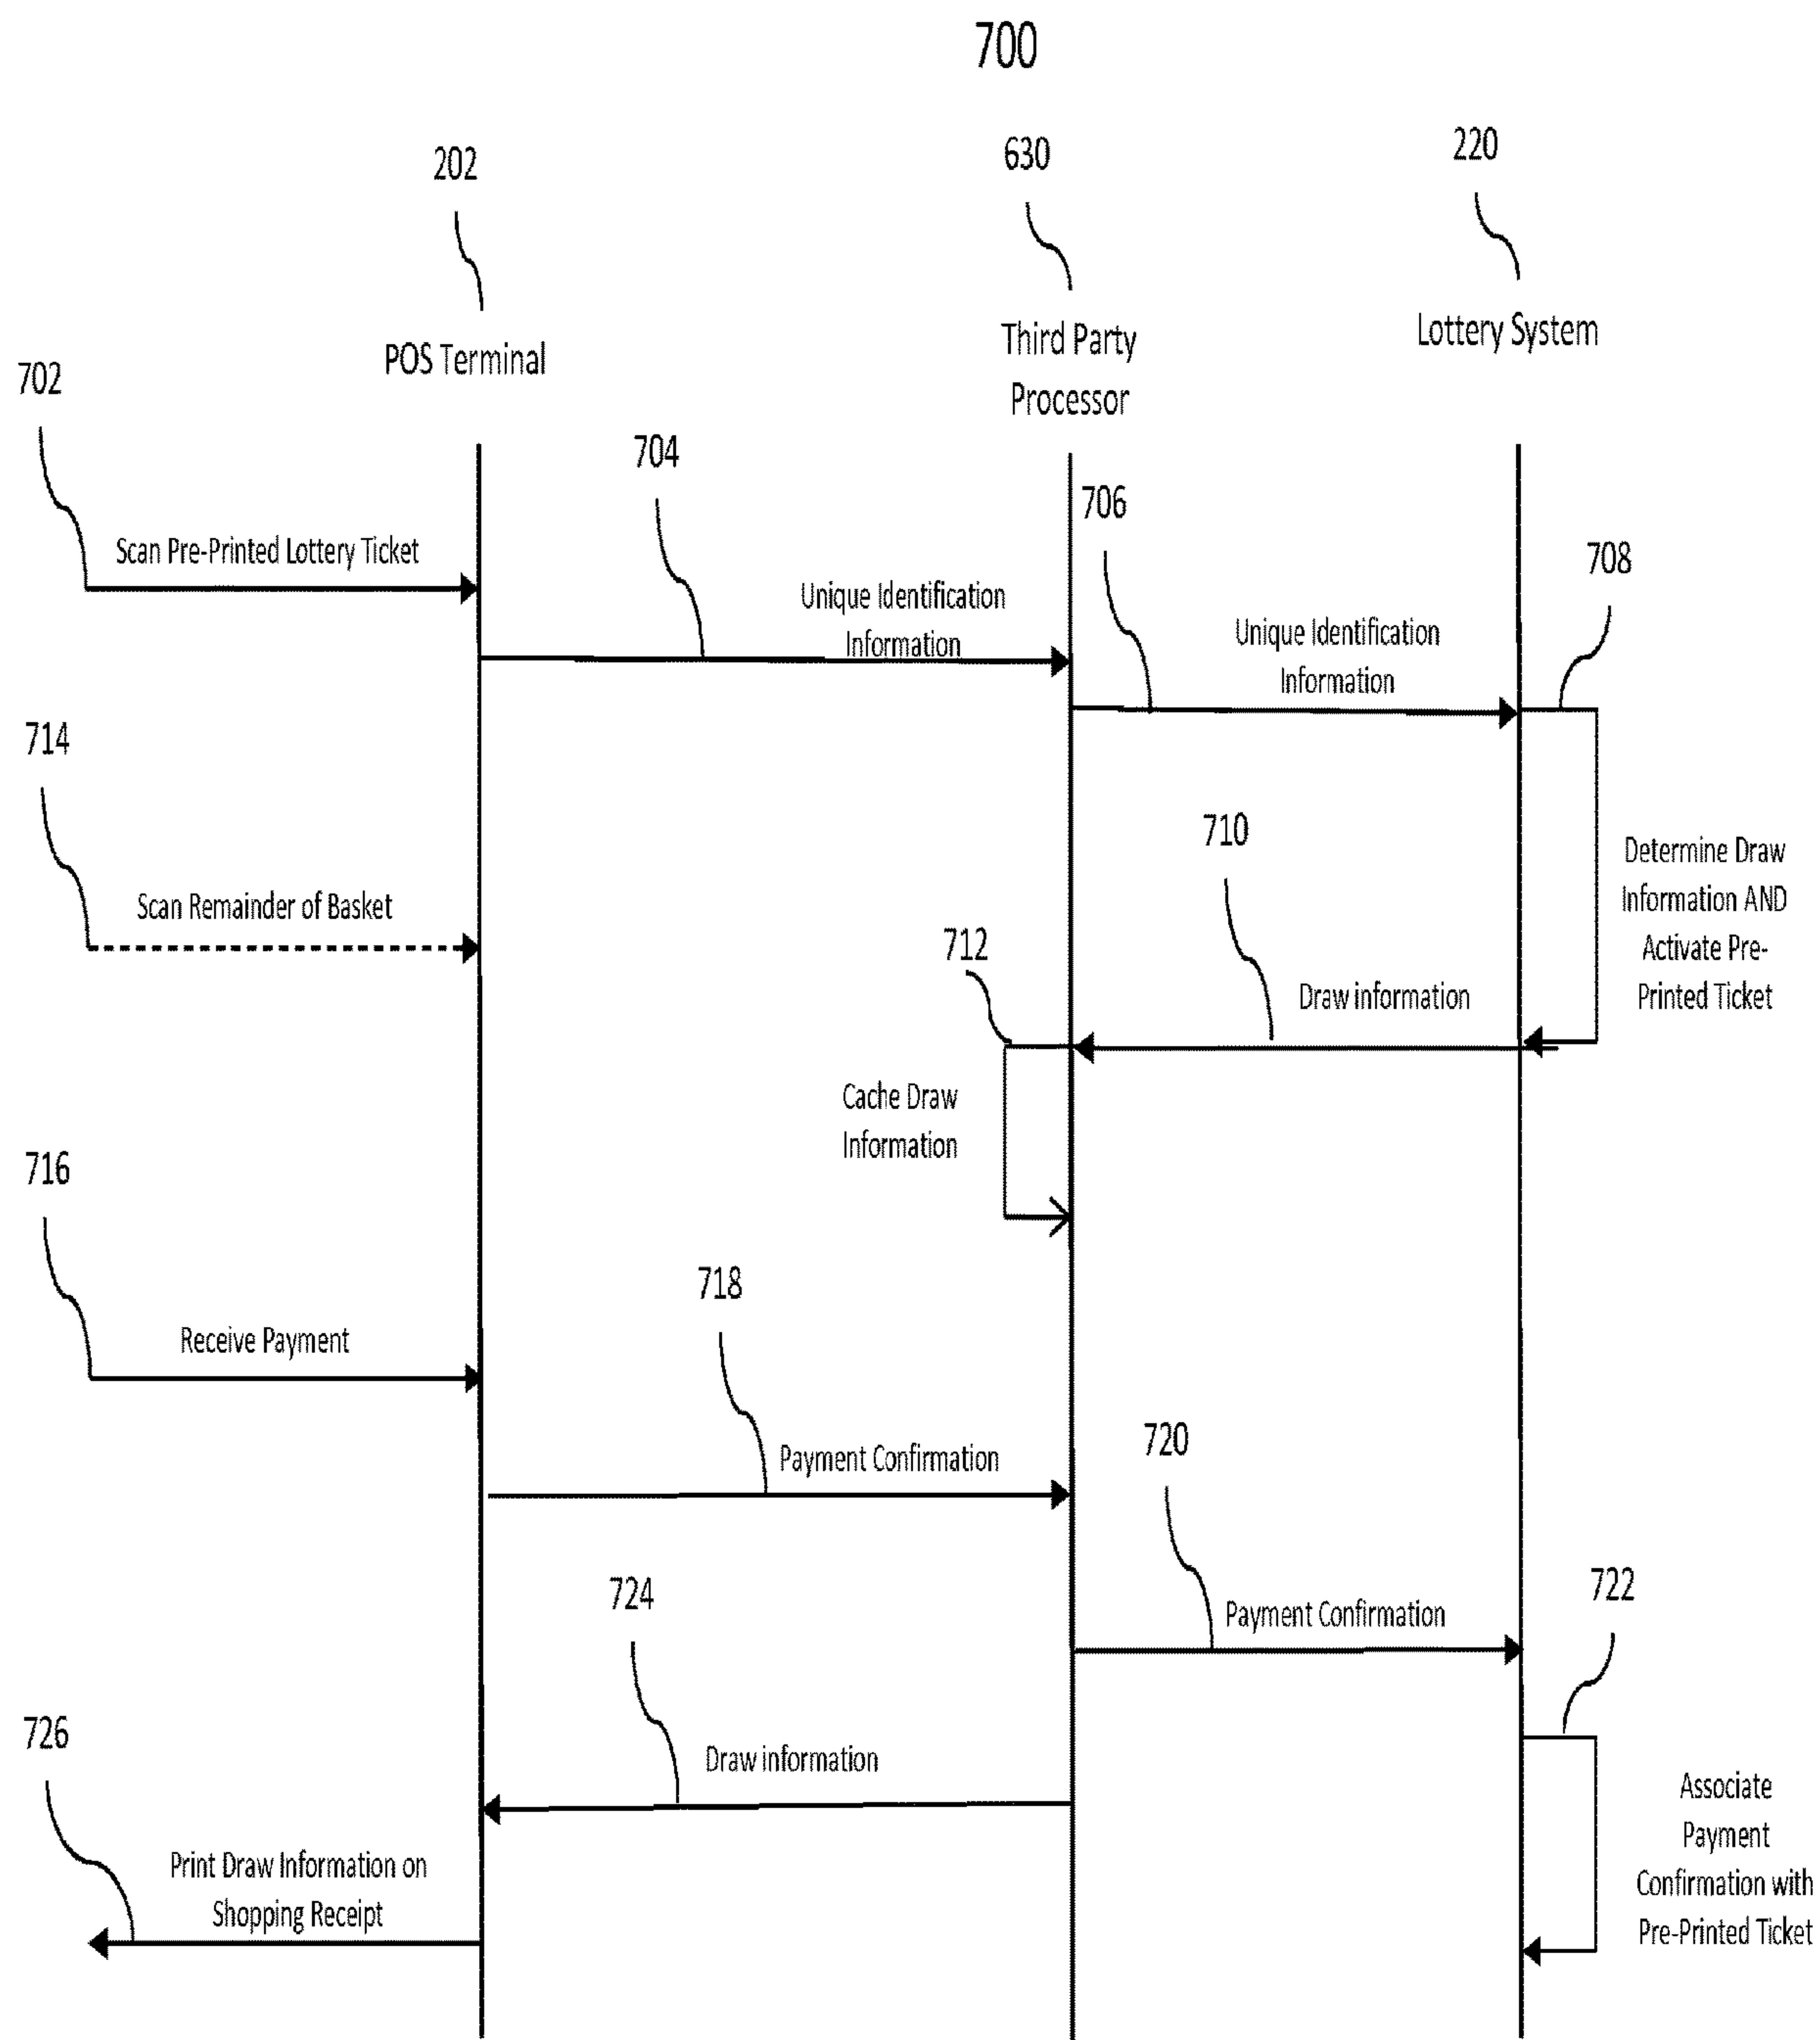 700
202
630
220
POS Terminal
Third Party
Processor
Lottery System
702
Scan Pre-Printed Lottery Ticket
704
Unique Identification
Information
706
Unique Identification
Information
708
Determine Draw
Information AND
Activate Pre-
Printed Ticket
714
Scan Remainder of Basket
710
Draw information
712
Cache Draw
Information
716
Receive Payment
718
Payment Confirmation
720
Payment Confirmation
722
Associate
Payment
Confirmation with
Pre-Printed Ticket
724
Draw information
726
Print Draw Information on
Shopping Receipt